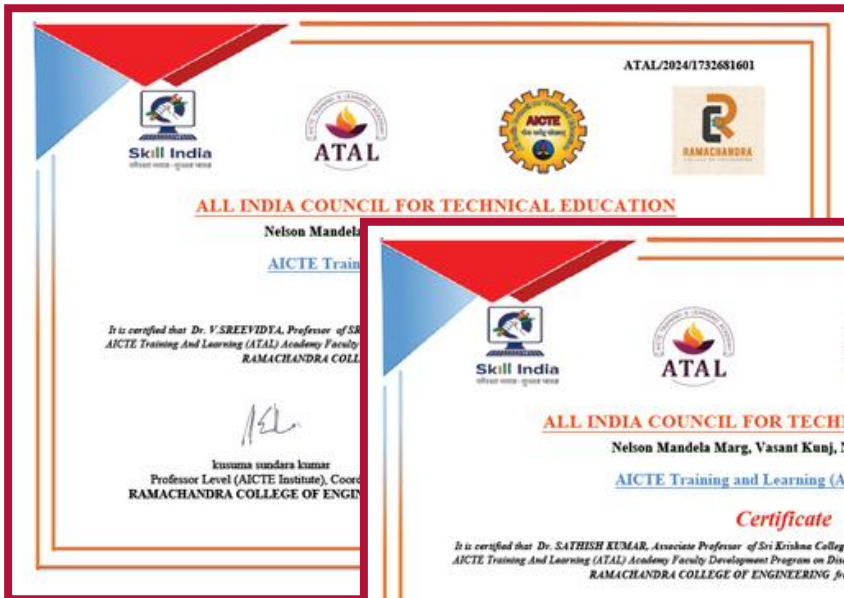 ATAL/2024/1732681601
Skill India
ATAL
AICTE
RAMACHANDRA
ALL INDIA COUNCIL FOR TECHNICAL EDUCATION
Nelson Mandela
AICTE Train
It is certified that Dr. V.SREEVIDYA, Professor of SR
AICTE Training And Learning (ATAL) Academy Faculty
RAMACHANDRA COLL
kusuma sundara kumar
Professor Level (AICTE Institute), Coord
RAMACHANDRA COLLEGE OF ENGIN
Skill India
ATAL
ALL INDIA COUNCIL FOR TECH
Nelson Mandela Marg, Vasant Kunj, N
AICTE Training and Learning (A
Certificate
It is certified that Dr. SATHISH KUMAR, Associate Professor of Sri Krishna Colleg
AICTE Training And Learning (ATAL) Academy Faculty Development Program on Disa
RAMACHANDRA COLLEGE OF ENGINEERING fr